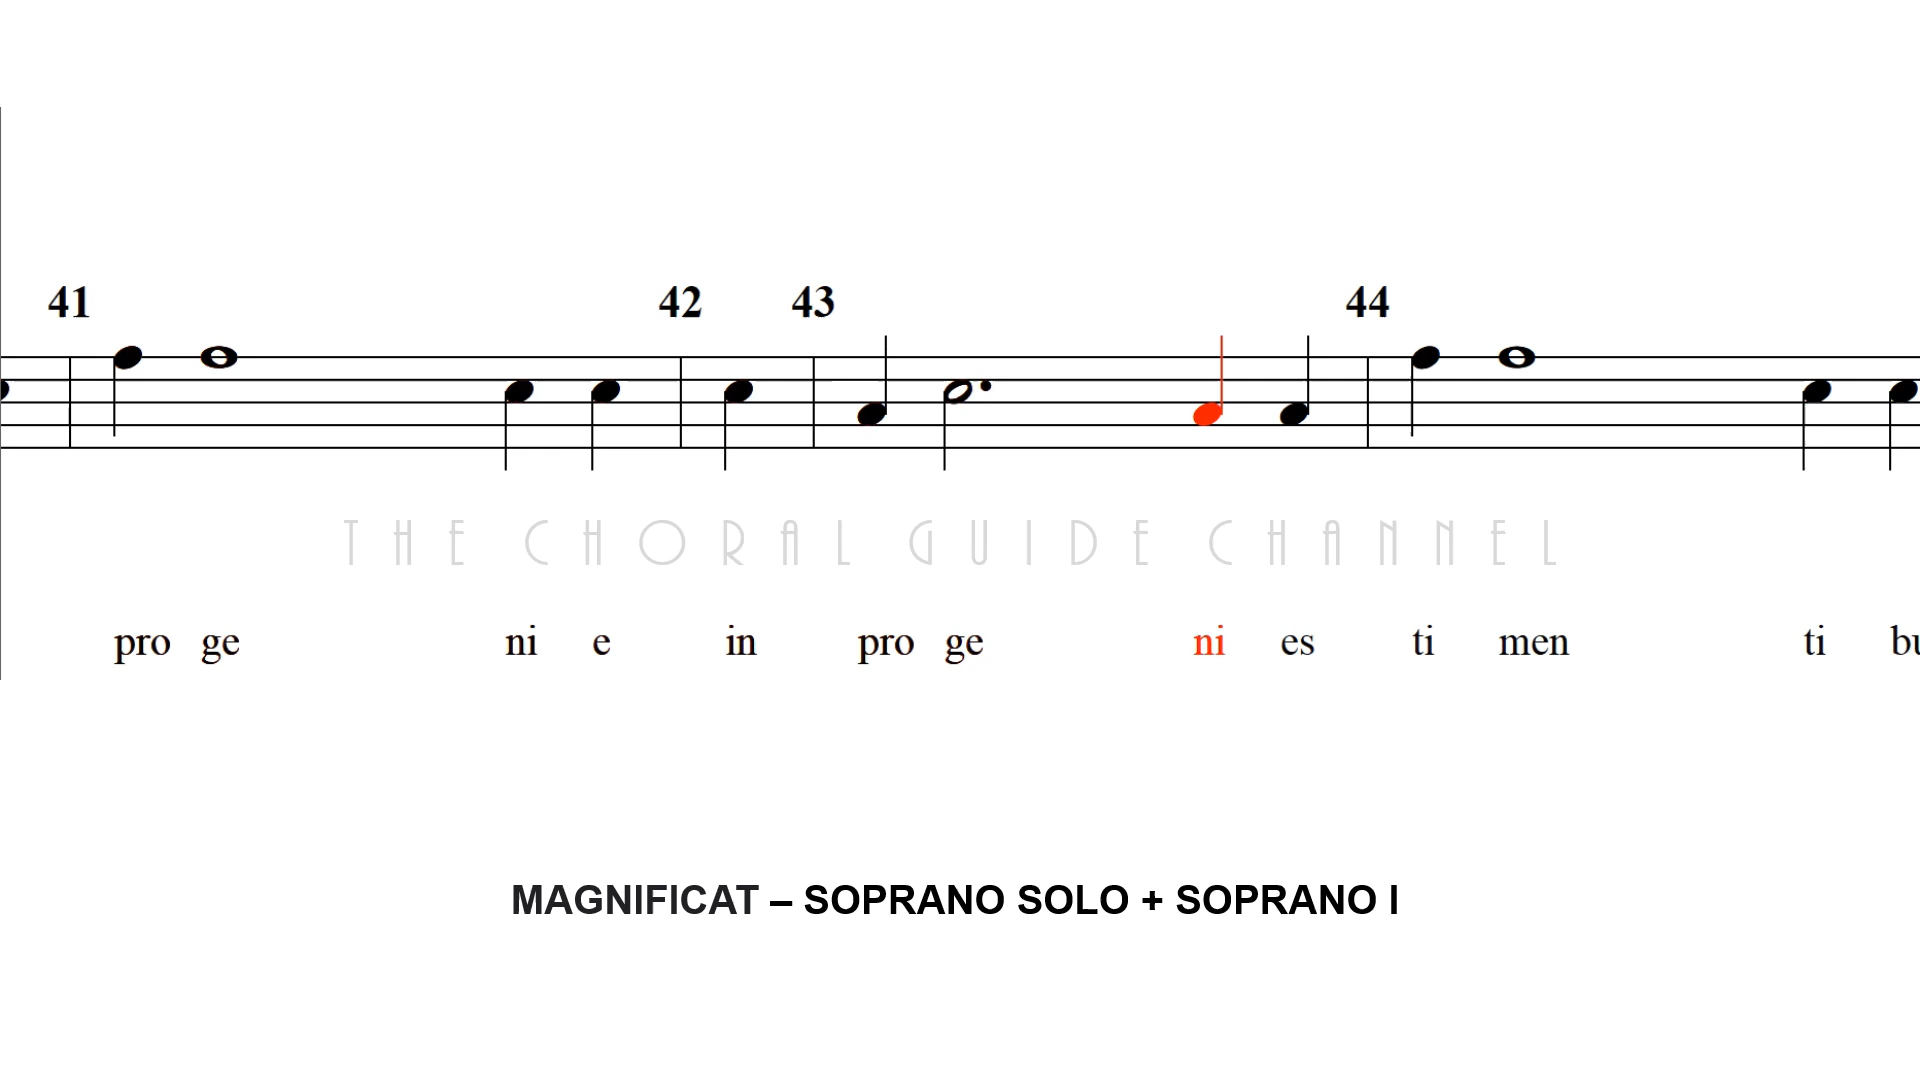 41 42 43 44
THE CHORAL GUIDE CHANNEL
pro ge ni e in pro ge ni es ti men ti bu
MAGNIFICAT – SOPRANO SOLO + SOPRANO I